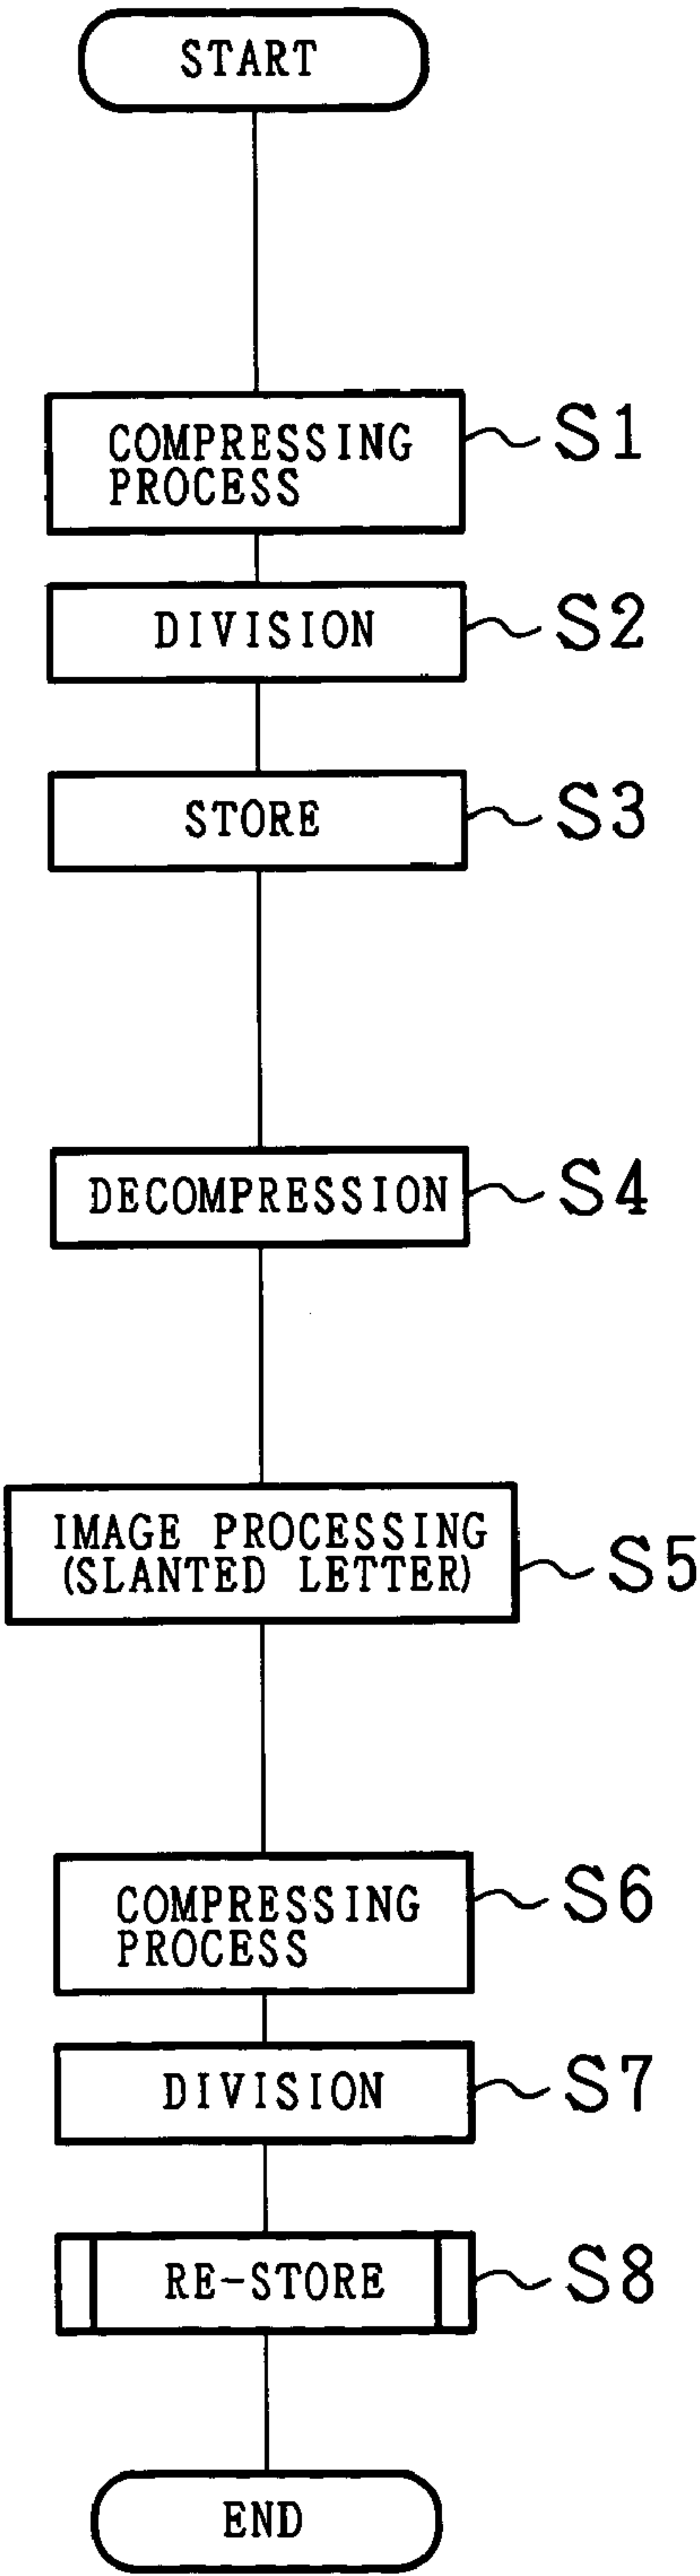 START
COMPRESSING
PROCESS
S1
DIVISION
S2
STORE
S3
DECOMPRESSION
S4
IMAGE PROCESSING
(SLANTED LETTER)
S5
COMPRESSING
PROCESS
S6
DIVISION
S7
RE-STORE
S8
END